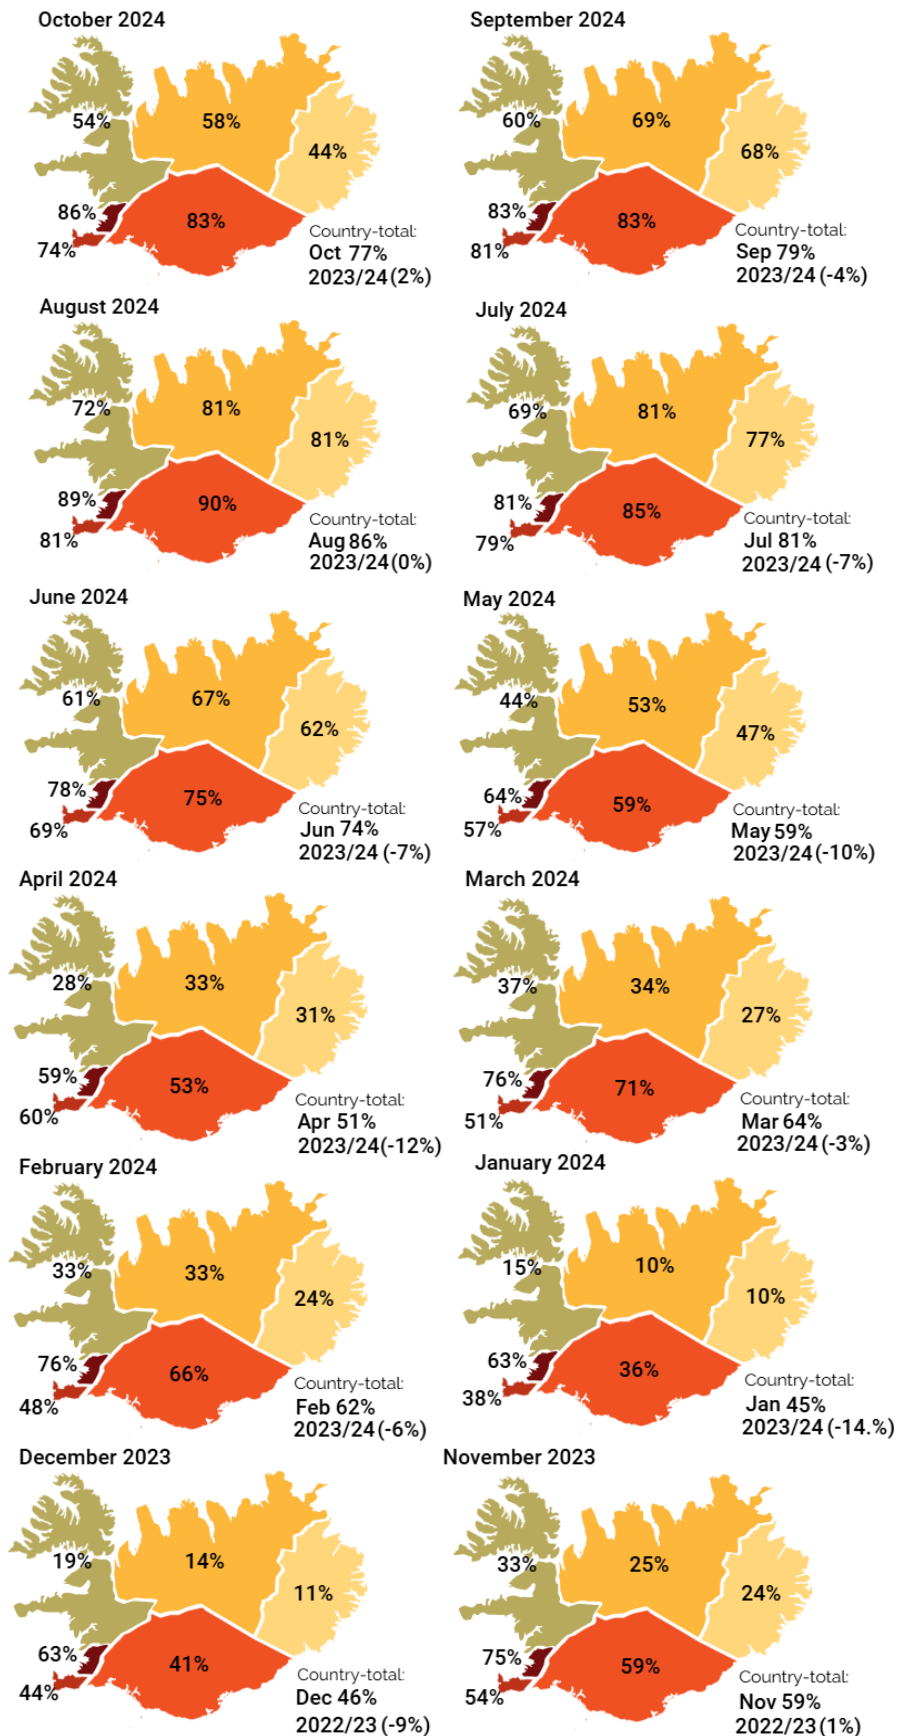 October 2024
54%
58%
44%
86%
83%
74%
Country-total:
Oct 77%
2023/24 (2%)
September 2024
60%
69%
68%
83%
83%
81%
Country-total:
Sep 79%
2023/24 (-4%)
August 2024
72%
81%
81%
89%
90%
81%
Country-total:
Aug 86%
2023/24 (0%)
July 2024
69%
81%
77%
81%
85%
79%
Country-total:
Jul 81%
2023/24 (-7%)
June 2024
61%
67%
62%
78%
75%
69%
Country-total:
Jun 74%
2023/24 (-7%)
May 2024
44%
53%
47%
64%
59%
57%
Country-total:
May 59%
2023/24 (-10%)
April 2024
28%
33%
31%
59%
53%
60%
Country-total:
Apr 51%
2023/24 (-12%)
March 2024
37%
34%
27%
76%
71%
51%
Country-total:
Mar 64%
2023/24 (-3%)
February 2024
33%
33%
24%
76%
66%
48%
Country-total:
Feb 62%
2023/24 (-6%)
January 2024
15%
10%
10%
63%
36%
38%
Country-total:
Jan 45%
2023/24 (-14.%)
December 2023
19%
14%
11%
63%
41%
44%
Country-total:
Dec 46%
2022/23 (-9%)
November 2023
33%
25%
24%
75%
59%
54%
Country-total:
Nov 59%
2022/23 (1%)